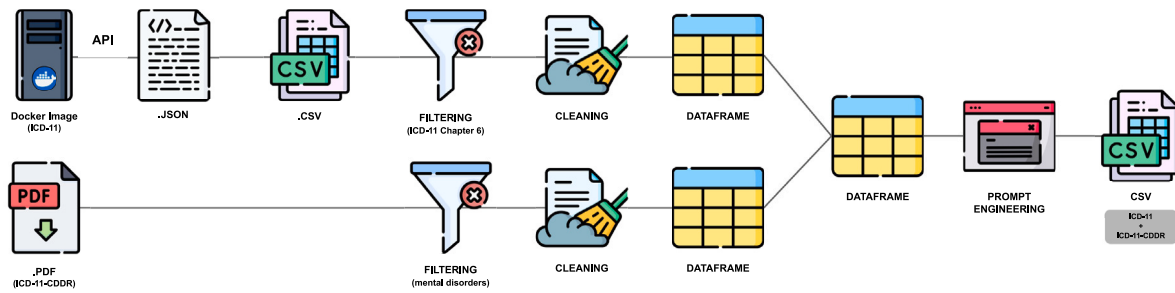 API
CSV
Docker Image
(ICD-11)
.JSON
.CSV
FILTERING
(ICD-11 Chapter 6)
CLEANING
DATAFRAME
CSV
DATAFRAME
PROMPT
ENGINEERING
CSV
ICD-11
+
ICD-11-CDDR
PDF
.PDF
(ICD-11-CDDR)
FILTERING
(mental disorders)
CLEANING
DATAFRAME